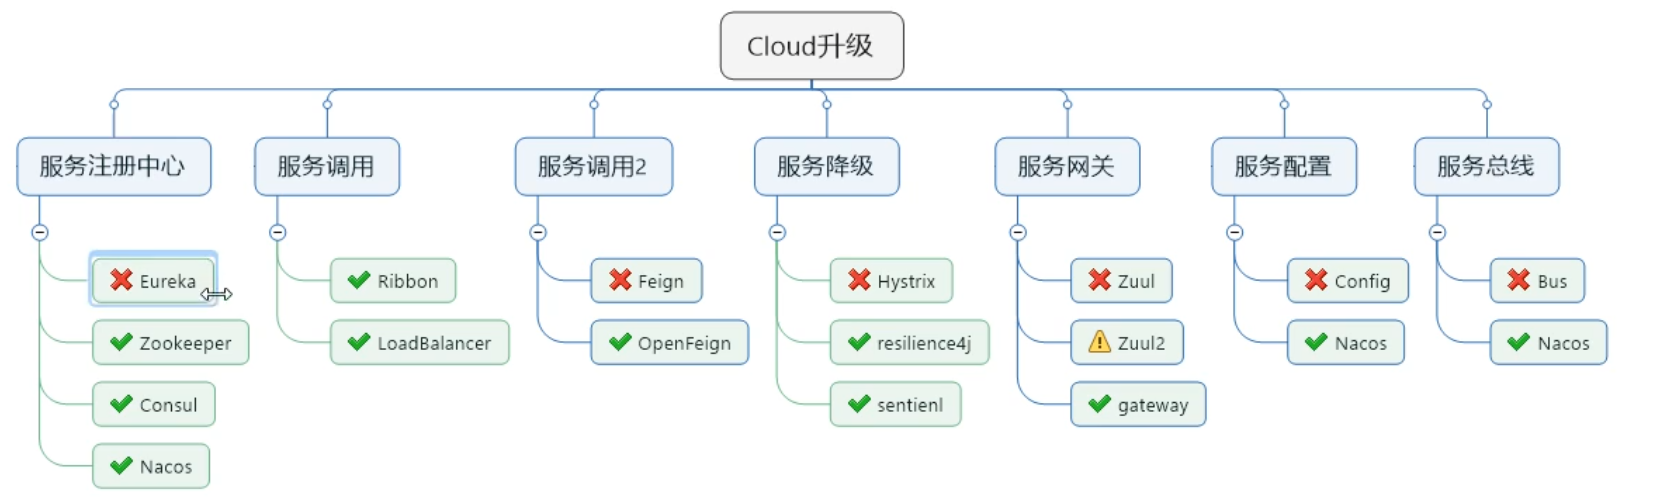 Cloud升级
服务注册中心
服务调用
服务调用2
服务降级
服务网关
服务配置
服务总线
Eureka
Ribbon
Feign
Hystrix
Zuul
Config
Bus
Zookeeper
LoadBalancer
OpenFeign
resilience4j
Zuul2
Nacos
Nacos
Consul
sentienl
gateway
Nacos